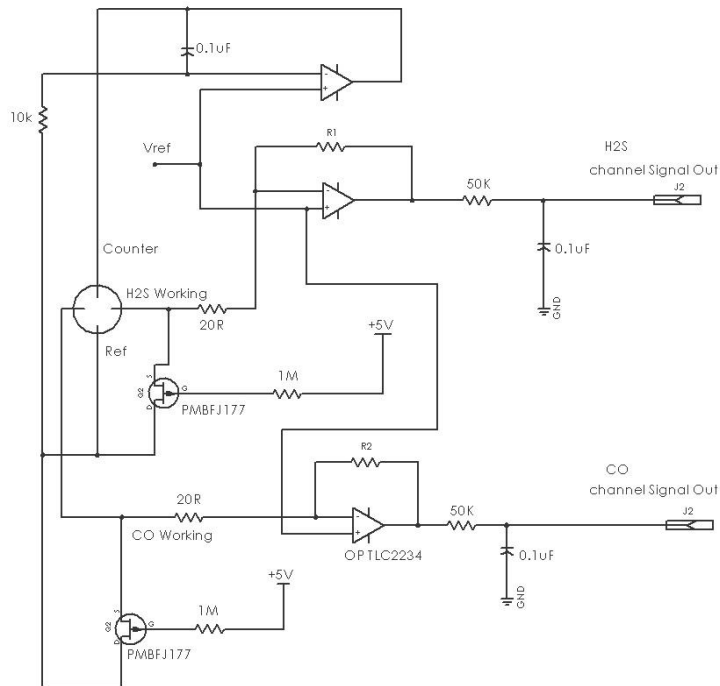 0.1uF
-
+
10k
Vref
R1
H2S
channel Signal Out
J2
-
+
50K
0.1uF
GND
Counter
H2S Working
20R
Ref
+5V
S
G2
D
G
1M
PMBFJ177
R2
CO
channel Signal Out
J2
20R
CO Working
-
+
50K
OPTLC2234
0.1uF
GND
+5V
S
G2
D
G
1M
PMBFJ177